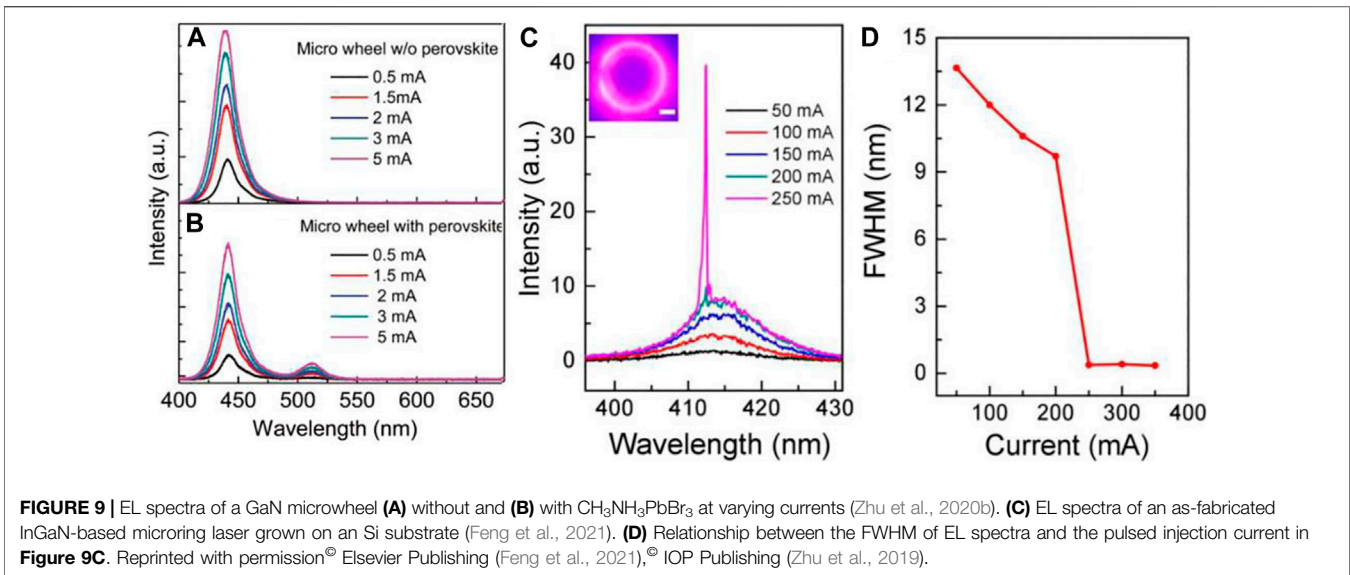 A
Micro wheel w/o perovskite
0.5 mA
1.5mA
2 mA
3 mA
5 mA
B
Micro wheel with perovskite
0.5 mA
1.5 mA
2 mA
3 mA
5 mA
Intensity (a.u.)
400 450 500 550 600 650
Wavelength (nm)
C
40
30
20
10
0
50 mA
100 mA
150 mA
200 mA
250 mA
Intensity (a.u.)
400 410 420 430
Wavelength (nm)
D
15
12
9
6
3
0
FWHM (nm)
100 200 300 400
Current (mA)
FIGURE 9 | EL spectra of a GaN microwheel (A) without and (B) with CH₃NH₃PbBr₃ at varying currents (Zhu et al., 2020b). (C) EL spectra of an as-fabricated
InGaN-based microring laser grown on an Si substrate (Feng et al., 2021). (D) Relationship between the FWHM of EL spectra and the pulsed injection current in
Figure 9C. Reprinted with permission© Elsevier Publishing (Feng et al., 2021),© IOP Publishing (Zhu et al., 2019).